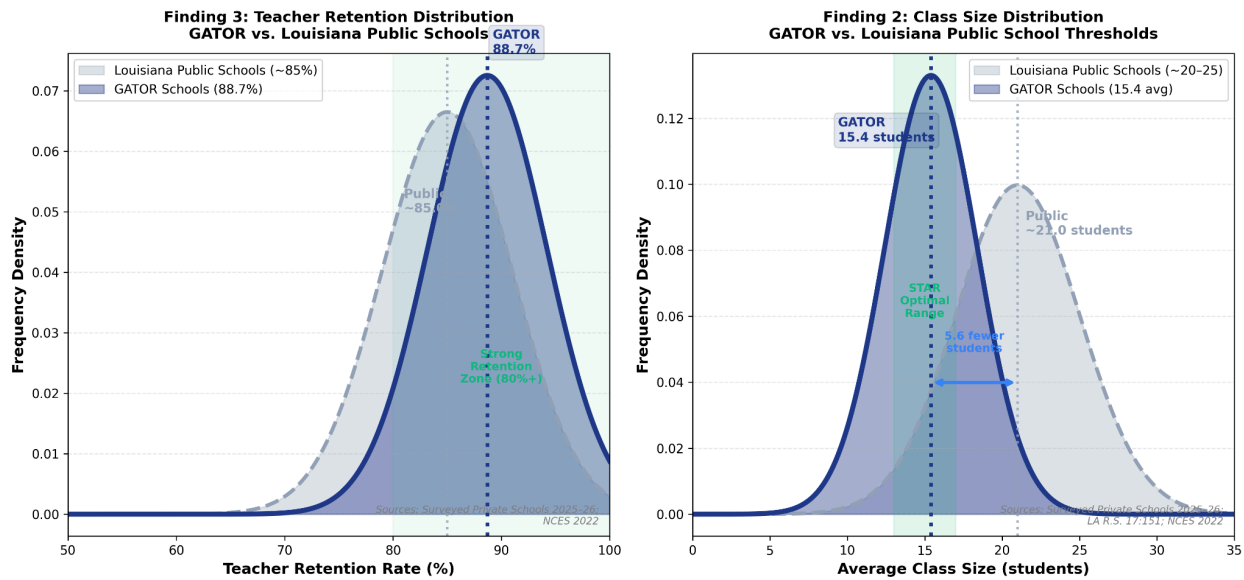 Finding 3: Teacher Retention Distribution
GATOR vs. Louisiana Public Schools
GATOR
88.7%
Louisiana Public Schools (~85%)
GATOR Schools (88.7%)
Strong
Retention
Zone (80%+)
Sources: Surveyed Private Schools 2025-26;
NCES 2022
0.07
0.06
0.05
0.04
0.03
0.02
0.01
0.00
50 60 70 80 90 100
Frequency Density
Teacher Retention Rate (%)
Finding 2: Class Size Distribution
GATOR vs. Louisiana Public School Thresholds
Louisiana Public Schools (~20–25)
GATOR Schools (15.4 avg)
GATOR
15.4 students
Public
~21.0 students
STAR
Optimal
Range
5.6 fewer
students
Sources: Surveyed Private Schools 2025-26;
LA R.S. 17:151; NCES 2022
0.12
0.10
0.08
0.06
0.04
0.02
0.00
0 5 10 15 20 25 30 35
Frequency Density
Average Class Size (students)